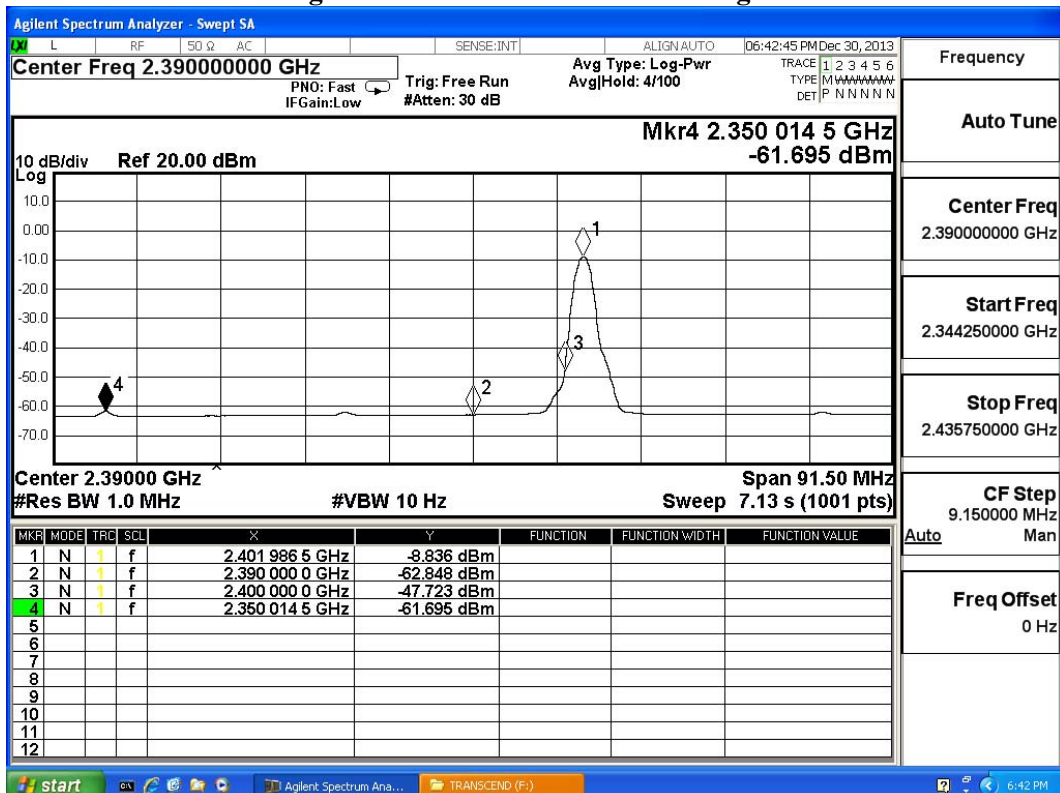 Agilent Spectrum Analyzer - Swept SA
LXI L RF 50 Ω AC SENSE:INT ALIGN AUTO 06:42:45 PM Dec 30, 2013
Center Freq 2.390000000 GHz
PNO: Fast
IFGain:Low
Trig: Free Run
#Atten: 30 dB
Avg Type: Log-Pwr
Avg|Hold: 4/100
TRACE 1 2 3 4 5 6
TYPE M WWWWW
DET P N N N N N
Mkr4 2.350 014 5 GHz
-61.695 dBm
10 dB/div Ref 20.00 dBm
Log
10.0
0.00
-10.0
-20.0
-30.0
-40.0
-50.0
-60.0
-70.0
1
3
4
2
Center 2.39000 GHz Span 91.50 MHz
#Res BW 1.0 MHz #VBW 10 Hz Sweep 7.13 s (1001 pts)
MKR MODE TRC SCL X Y FUNCTION FUNCTION WIDTH FUNCTION VALUE
1 N 1 f 2.401 986 5 GHz -8.836 dBm
2 N 1 f 2.390 000 0 GHz -62.848 dBm
3 N 1 f 2.400 000 0 GHz -47.723 dBm
4 N 1 f 2.350 014 5 GHz -61.695 dBm
5
6
7
8
9
10
11
12
Frequency
Auto Tune
Center Freq
2.390000000 GHz
Start Freq
2.344250000 GHz
Stop Freq
2.435750000 GHz
CF Step
9.150000 MHz
Auto Man
Freq Offset
0 Hz
start Agilent Spectrum Ana... TRANSCEND (F:) 6:42 PM